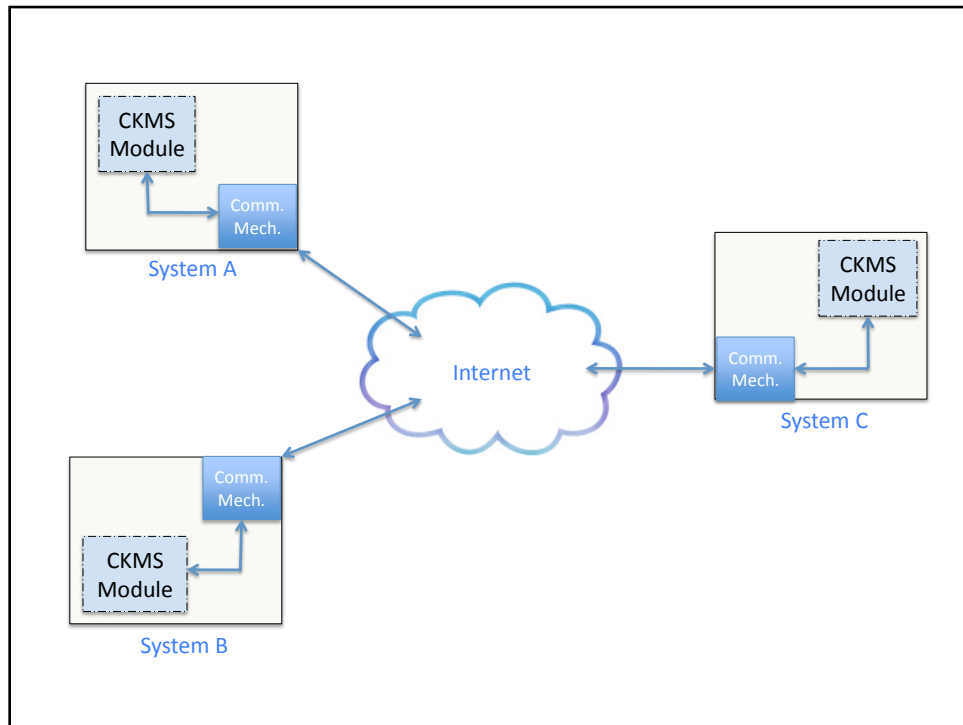 CKMS
Module
Comm.
Mech.
System A
Internet
CKMS
Module
Comm.
Mech.
System C
Comm.
Mech.
CKMS
Module
System B